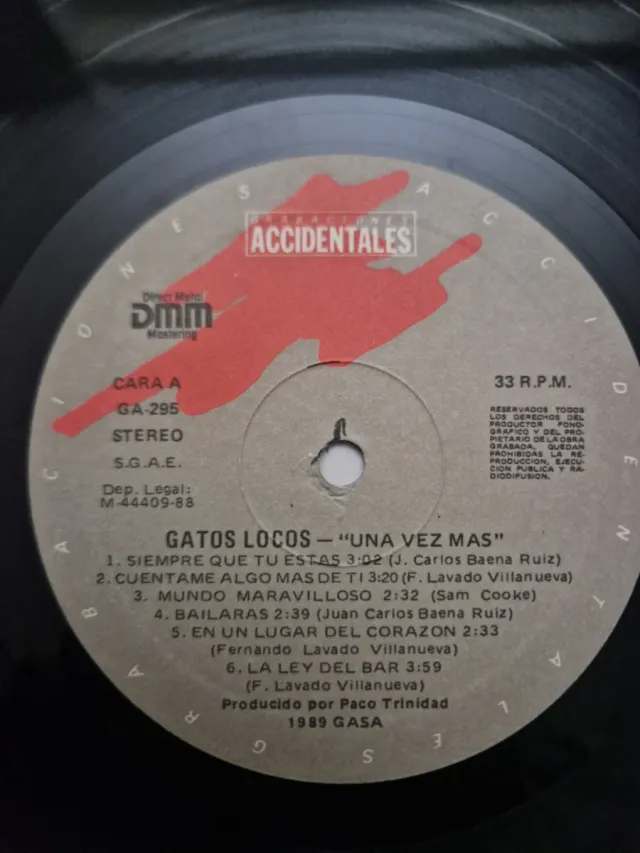 GRABACIONES
ACCIDENTALES
Direct Metal
DMM
Mastering
CARA A
GA-295
STEREO
S.G.A.E.
Dep. Legal:
M-44409-88
33 R.P.M.
RESERVADOS TODOS
LOS DERECHOS DEL
PRODUCTOR FONO-
GRAFICO Y DEL PRO-
PIETARIO DE LA OBRA
GRABADA. QUEDAN
PROHIBIDAS LA RE-
PRODUCCION, EJECU-
CION PUBLICA Y RA-
DIODIFUSION.
GATOS LOCOS — "UNA VEZ MAS"
1. SIEMPRE QUE TU ESTAS 3:02 (J. Carlos Baena Ruiz)
2. CUENTAME ALGO MAS DE TI 3:20 (F. Lavado Villanueva)
3. MUNDO MARAVILLOSO 2:32 (Sam Cooke)
4. BAILARAS 2:39 (Juan Carlos Baena Ruiz)
5. EN UN LUGAR DEL CORAZON 2:33
(Fernando Lavado Villanueva)
6. LA LEY DEL BAR 3:59
(F. Lavado Villanueva)
Producido por Paco Trinidad
1989 GASA
GRABACIONES ACCIDENTALES